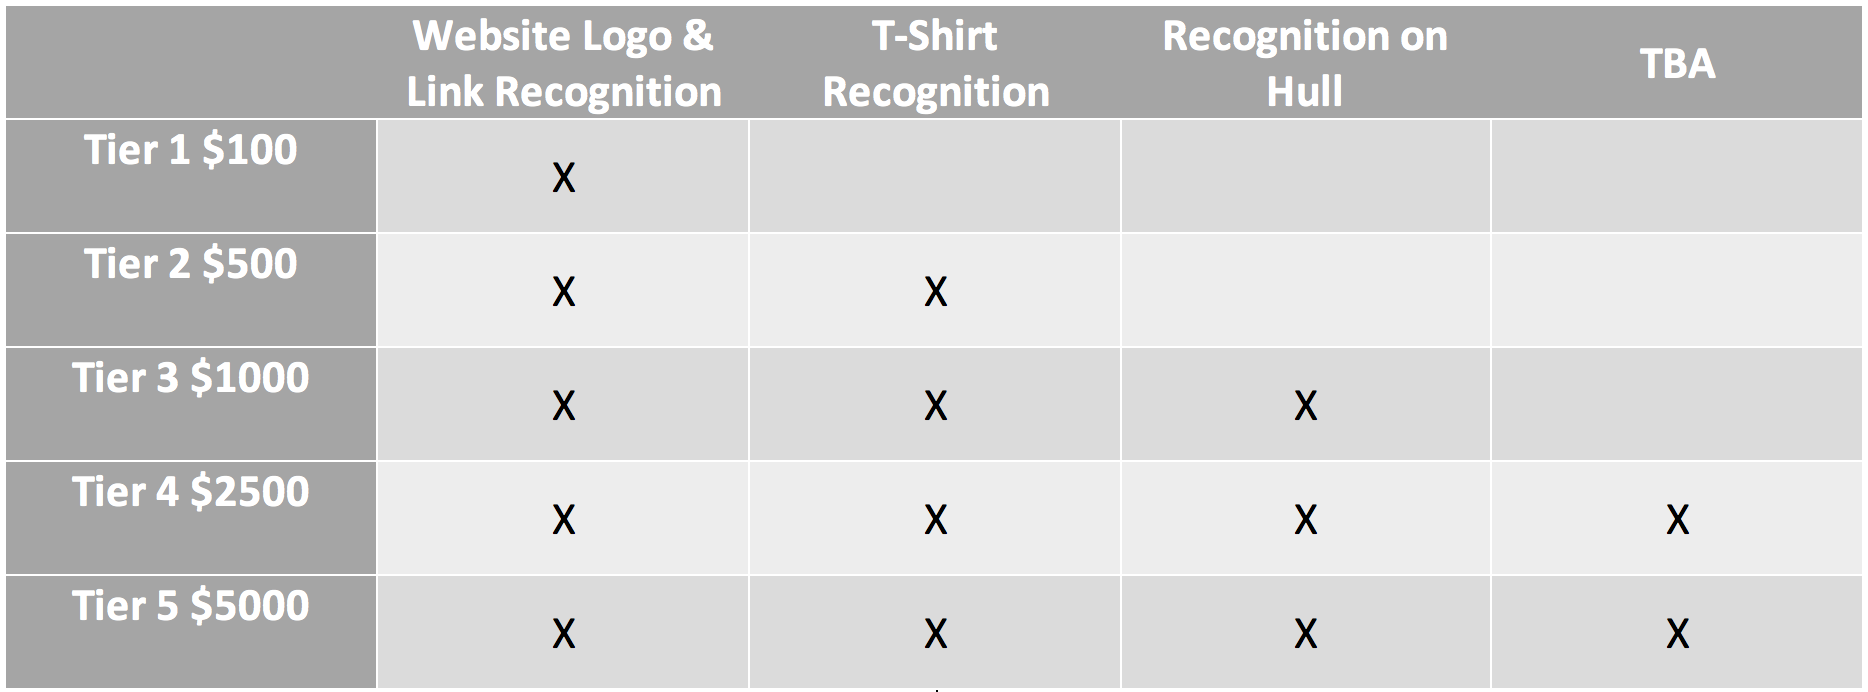 Website Logo &
Link Recognition
T-Shirt
Recognition
Recognition on
Hull
TBA
Tier 1 $100
X
Tier 2 $500
X X
Tier 3 $1000
X X X
Tier 4 $2500
X X X X
Tier 5 $5000
X X X X